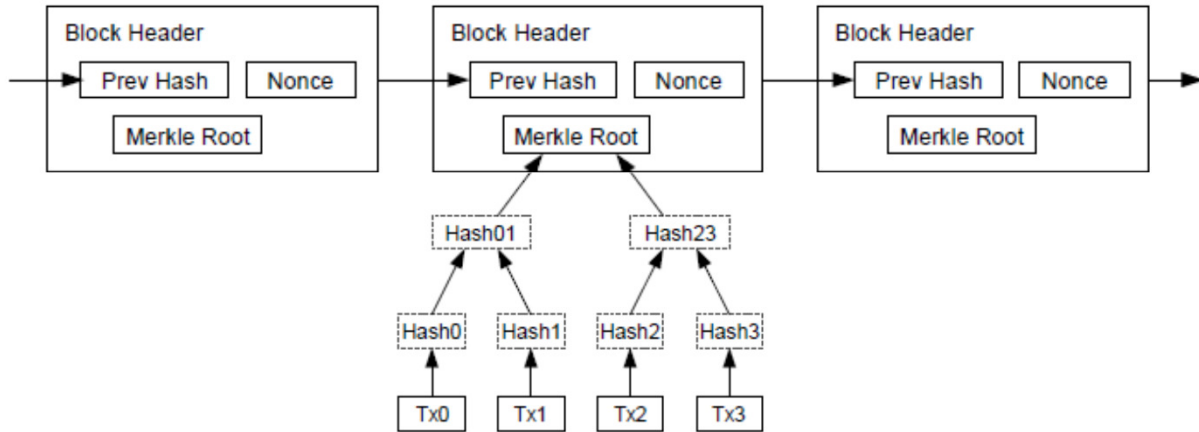 Block Header
Prev Hash
Nonce
Merkle Root
Block Header
Prev Hash
Nonce
Merkle Root
Block Header
Prev Hash
Nonce
Merkle Root
Hash01
Hash23
Hash0
Hash1
Hash2
Hash3
Tx0
Tx1
Tx2
Tx3